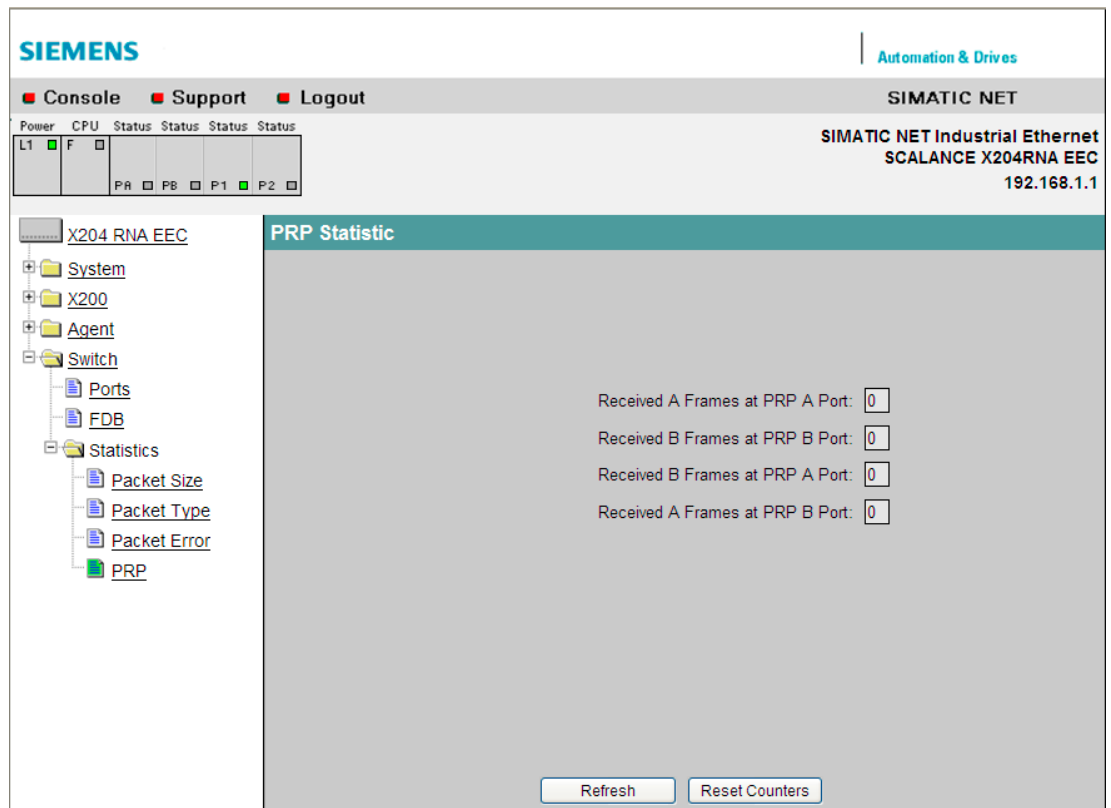 SIEMENS
Automation & Drives
Console Support Logout SIMATIC NET
Power CPU Status Status Status Status
L1 F
PA PB P1 P2
SIMATIC NET Industrial Ethernet
SCALANCE X204RNA EEC
192.168.1.1
X204 RNA EEC
System
X200
Agent
Switch
Ports
FDB
Statistics
Packet Size
Packet Type
Packet Error
PRP
PRP Statistic
Received A Frames at PRP A Port: 0
Received B Frames at PRP B Port: 0
Received B Frames at PRP A Port: 0
Received A Frames at PRP B Port: 0
Refresh Reset Counters